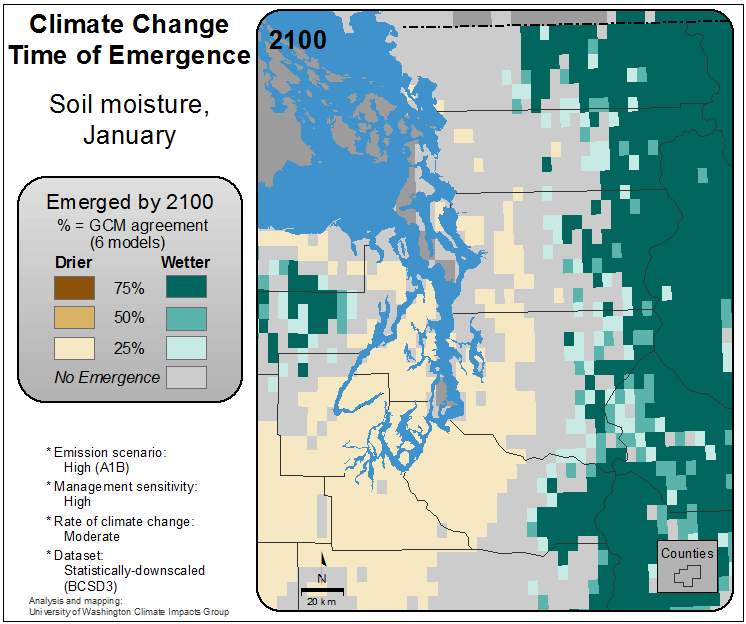 Climate Change
Time of Emergence
Soil moisture,
January
Emerged by 2100
% = GCM agreement
(6 models)
Drier Wetter
75%
50%
25%
No Emergence
* Emission scenario:
High (A1B)
* Management sensitivity:
High
* Rate of climate change:
Moderate
* Dataset:
Statistically-downscaled
(BCSD3)
Analysis and mapping:
University of Washington Climate Impacts Group
2100
N
20 km
Counties